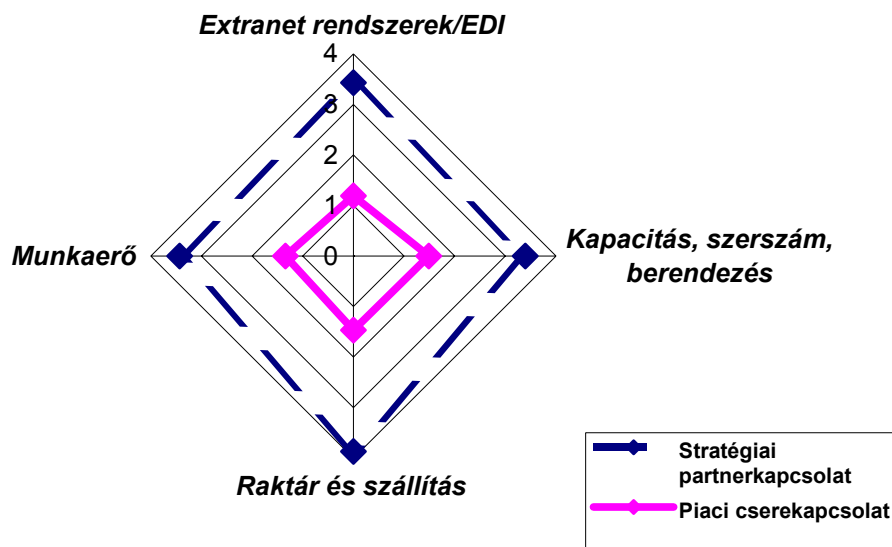 Extranet rendszerek/EDI
4
3
2
1
0
Munkaerő
Kapacitás, szerszám,
berendezés
Raktár és szállítás
Stratégiai
partnerkapcsolat
Piaci cserekapcsolat